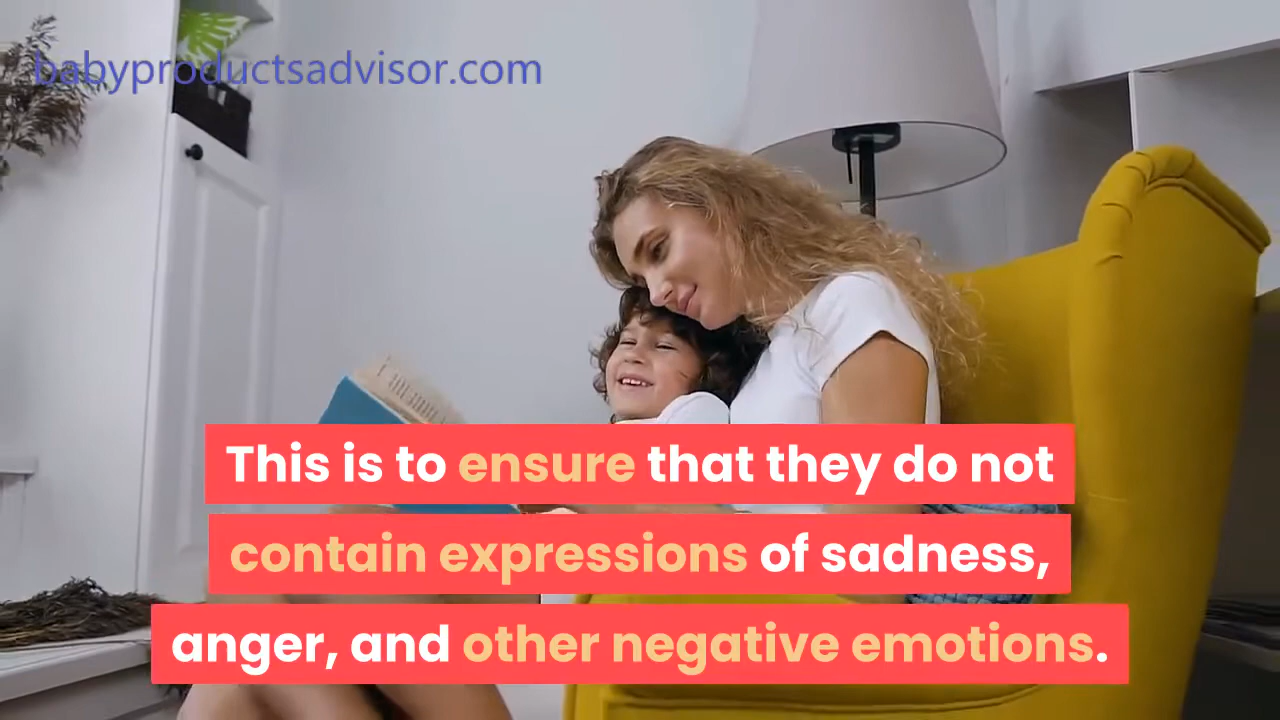 babyproductsadvisor.com
This is to ensure that they do not
contain expressions of sadness,
anger, and other negative emotions.